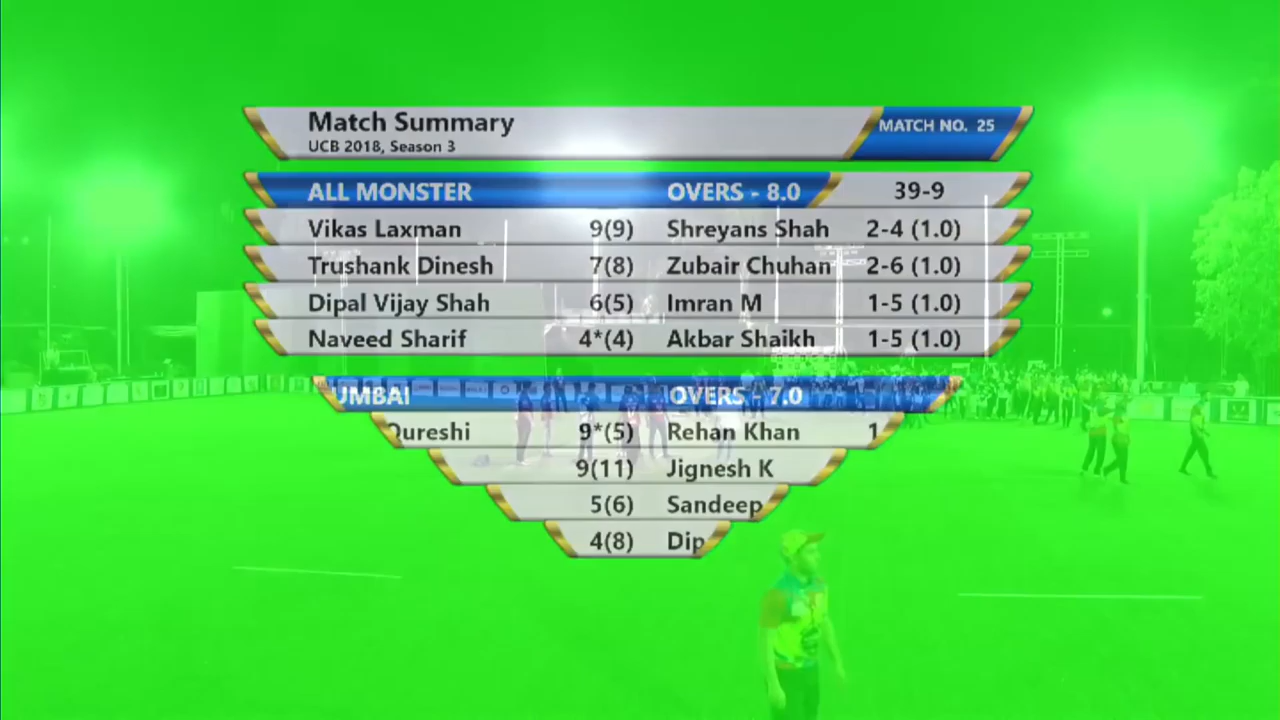 Match Summary
MATCH NO. 25
UCB 2018, Season 3
ALL MONSTER OVERS - 8.0 39-9
Vikas Laxman 9(9) Shreyans Shah 2-4 (1.0)
Trushank Dinesh 7(8) Zubair Chuhan 2-6 (1.0)
Dipal Vijay Shah 6(5) Imran M 1-5 (1.0)
Naveed Sharif 4*(4) Akbar Shaikh 1-5 (1.0)
UMBAI OVERS - 7.0
Qureshi 9*(5) Rehan Khan 1
9(11) Jignesh K
5(6) Sandeep
4(8) Dip